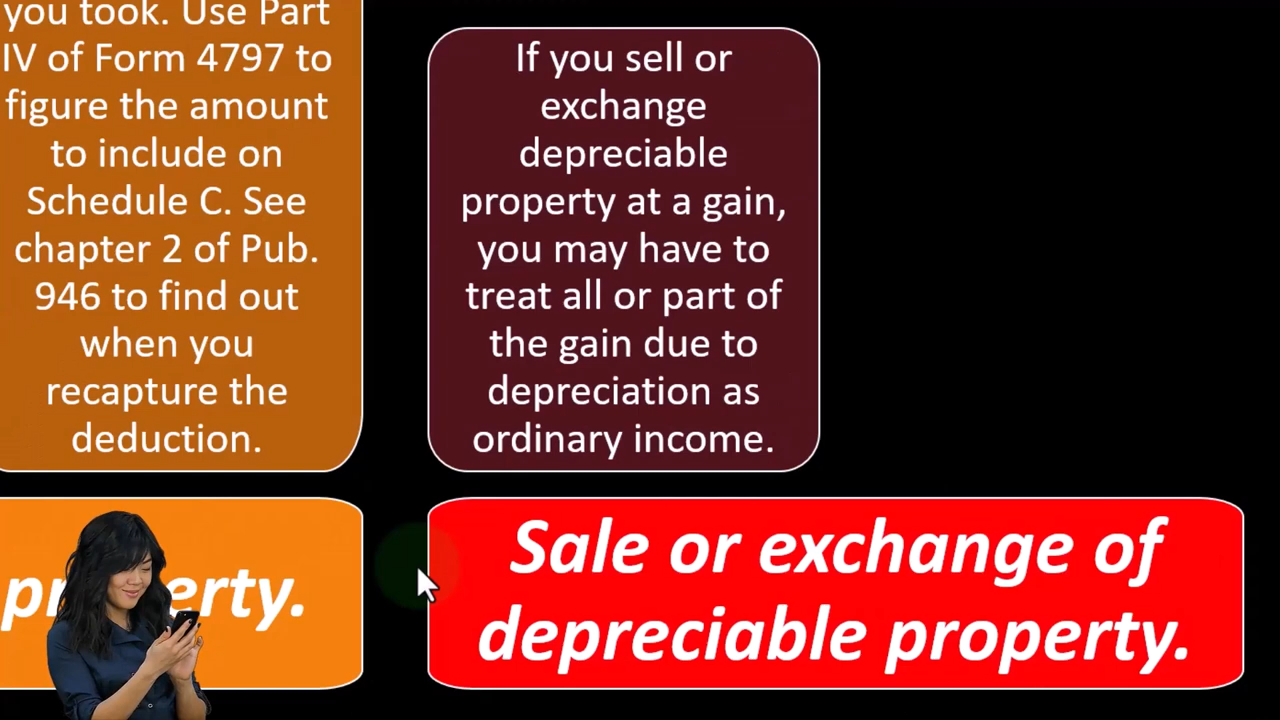 you took. Use Part
IV of Form 4797 to
figure the amount
to include on
Schedule C. See
chapter 2 of Pub.
946 to find out
when you
recapture the
deduction.
If you sell or
exchange
depreciable
property at a gain,
you may have to
treat all or part of
the gain due to
depreciation as
ordinary income.
Sale or exchange of
depreciable property.